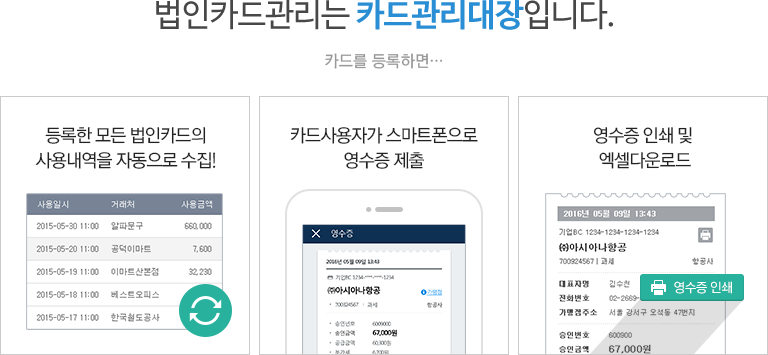 법인카드관리는 카드관리대장입니다.
카드를 등록하면…
등록한 모든 법인카드의
사용내역을 자동으로 수집!
사용일시 거래처 사용금액
2015-05-30 11:00 알파문구 660,000
2015-05-20 11:00 공덕이마트 7,600
2015-05-19 11:00 이마트산본점 32,230
2015-05-18 11:00 베스트오피스
2015-05-17 11:00 한국철도공사
카드사용자가 스마트폰으로
영수증 제출
영수증
2016년 05월 09일 13:43
기업BC 1234-****-****-1234
㈜아시아나항공
가맹점
700924567 | 과세 항공사
승인번호 609900
승인금액 67,000원
공급금액 60,300원
부가세 6,700원
영수증 인쇄 및
엑셀다운로드
2016년 05월 09일 13:43
기업BC 1234-1234-1234-1234
㈜아시아나항공
700924567 | 과세 항공사
대표자명 김수천
전화번호 02-2669-
영수증 인쇄
가맹점주소 서울 강서구 오쇠동 47번지
승인번호 609900
승인금액 67,000원